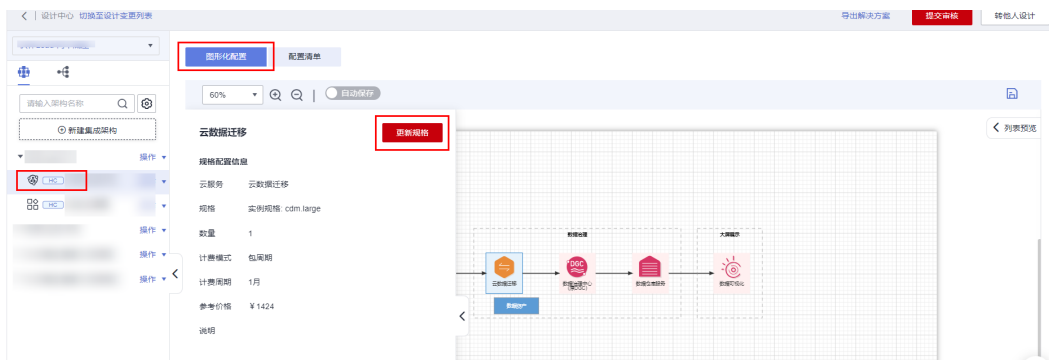 设计中心 切换至设计变更列表
导出解决方案 提交审核 转他人设计
图形化配置 配置清单
60% 自动保存
请输入架构名称
新建集成架构
操作
HC
HC
操作
操作
操作
列表预览
云数据迁移 更新规格
规格配置信息
云服务 云数据迁移
规格 实例规格: cdm.large
数量 1
计费模式 包周期
计费周期 1月
参考价格 ¥ 1424
说明
数据治理 大屏展示
DGC
云数据迁移 数据治理中心 数据仓库服务 数据可视化
(原DGC)
数据资产